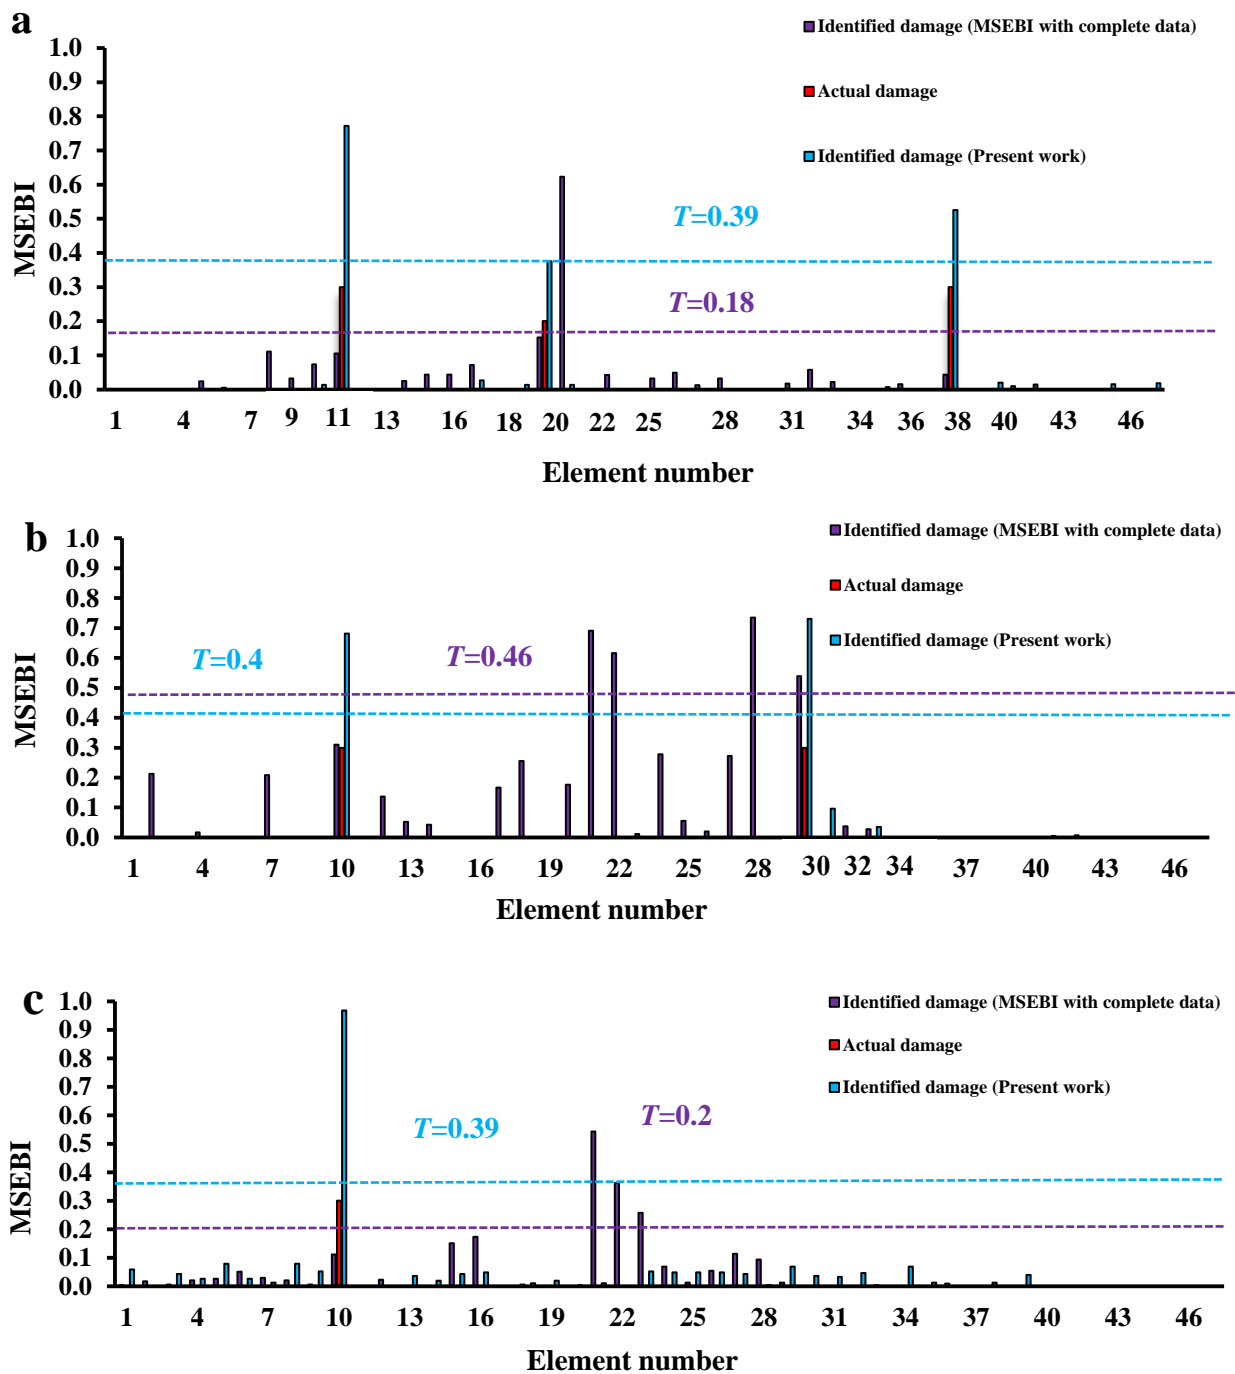 a
Identified damage (MSEBI with complete data)
Actual damage
Identified damage (Present work)
1.0
0.9
0.8
0.7
0.6
0.5
0.4
0.3
0.2
0.1
0.0
MSEBI
T=0.39
T=0.18
1 4 7 9 11 13 16 18 20 22 25 28 31 34 36 38 40 43 46
Element number
b
Identified damage (MSEBI with complete data)
Actual damage
Identified damage (Present work)
1.0
0.9
0.8
0.7
0.6
0.5
0.4
0.3
0.2
0.1
0.0
MSEBI
T=0.4
T=0.46
1 4 7 10 13 16 19 22 25 28 30 32 34 37 40 43 46
Element number
c
Identified damage (MSEBI with complete data)
Actual damage
Identified damage (Present work)
1.0
0.9
0.8
0.7
0.6
0.5
0.4
0.3
0.2
0.1
0.0
MSEBI
T=0.39
T=0.2
1 4 7 10 13 16 19 22 25 28 31 34 37 40 43 46
Element number